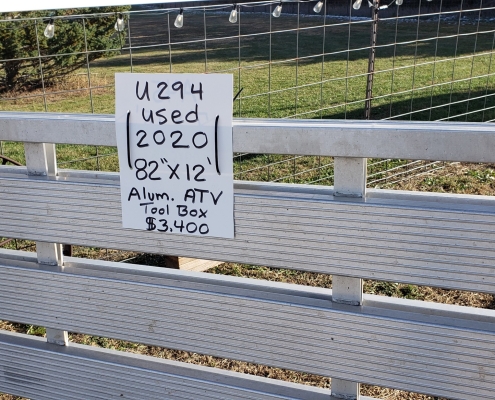 U294
used
(2020)
82"X12'
Alum. ATV
Tool Box
$3,400